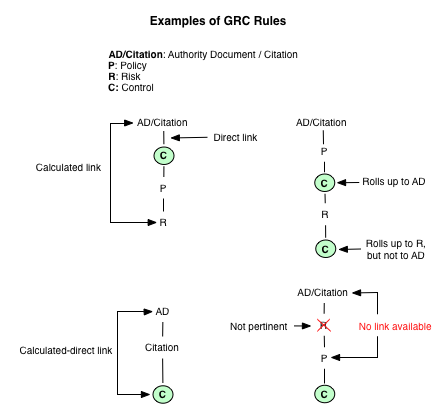 Examples of GRC Rules
AD/Citation: Authority Document / Citation
P: Policy
R: Risk
C: Control
AD/Citation
Direct link
C
Calculated link
P
R
AD/Citation
P
C
Rolls up to AD
R
C
Rolls up to R,
but not to AD
AD
Citation
Calculated-direct link
C
AD/Citation
Not pertinent
R
No link available
P
C